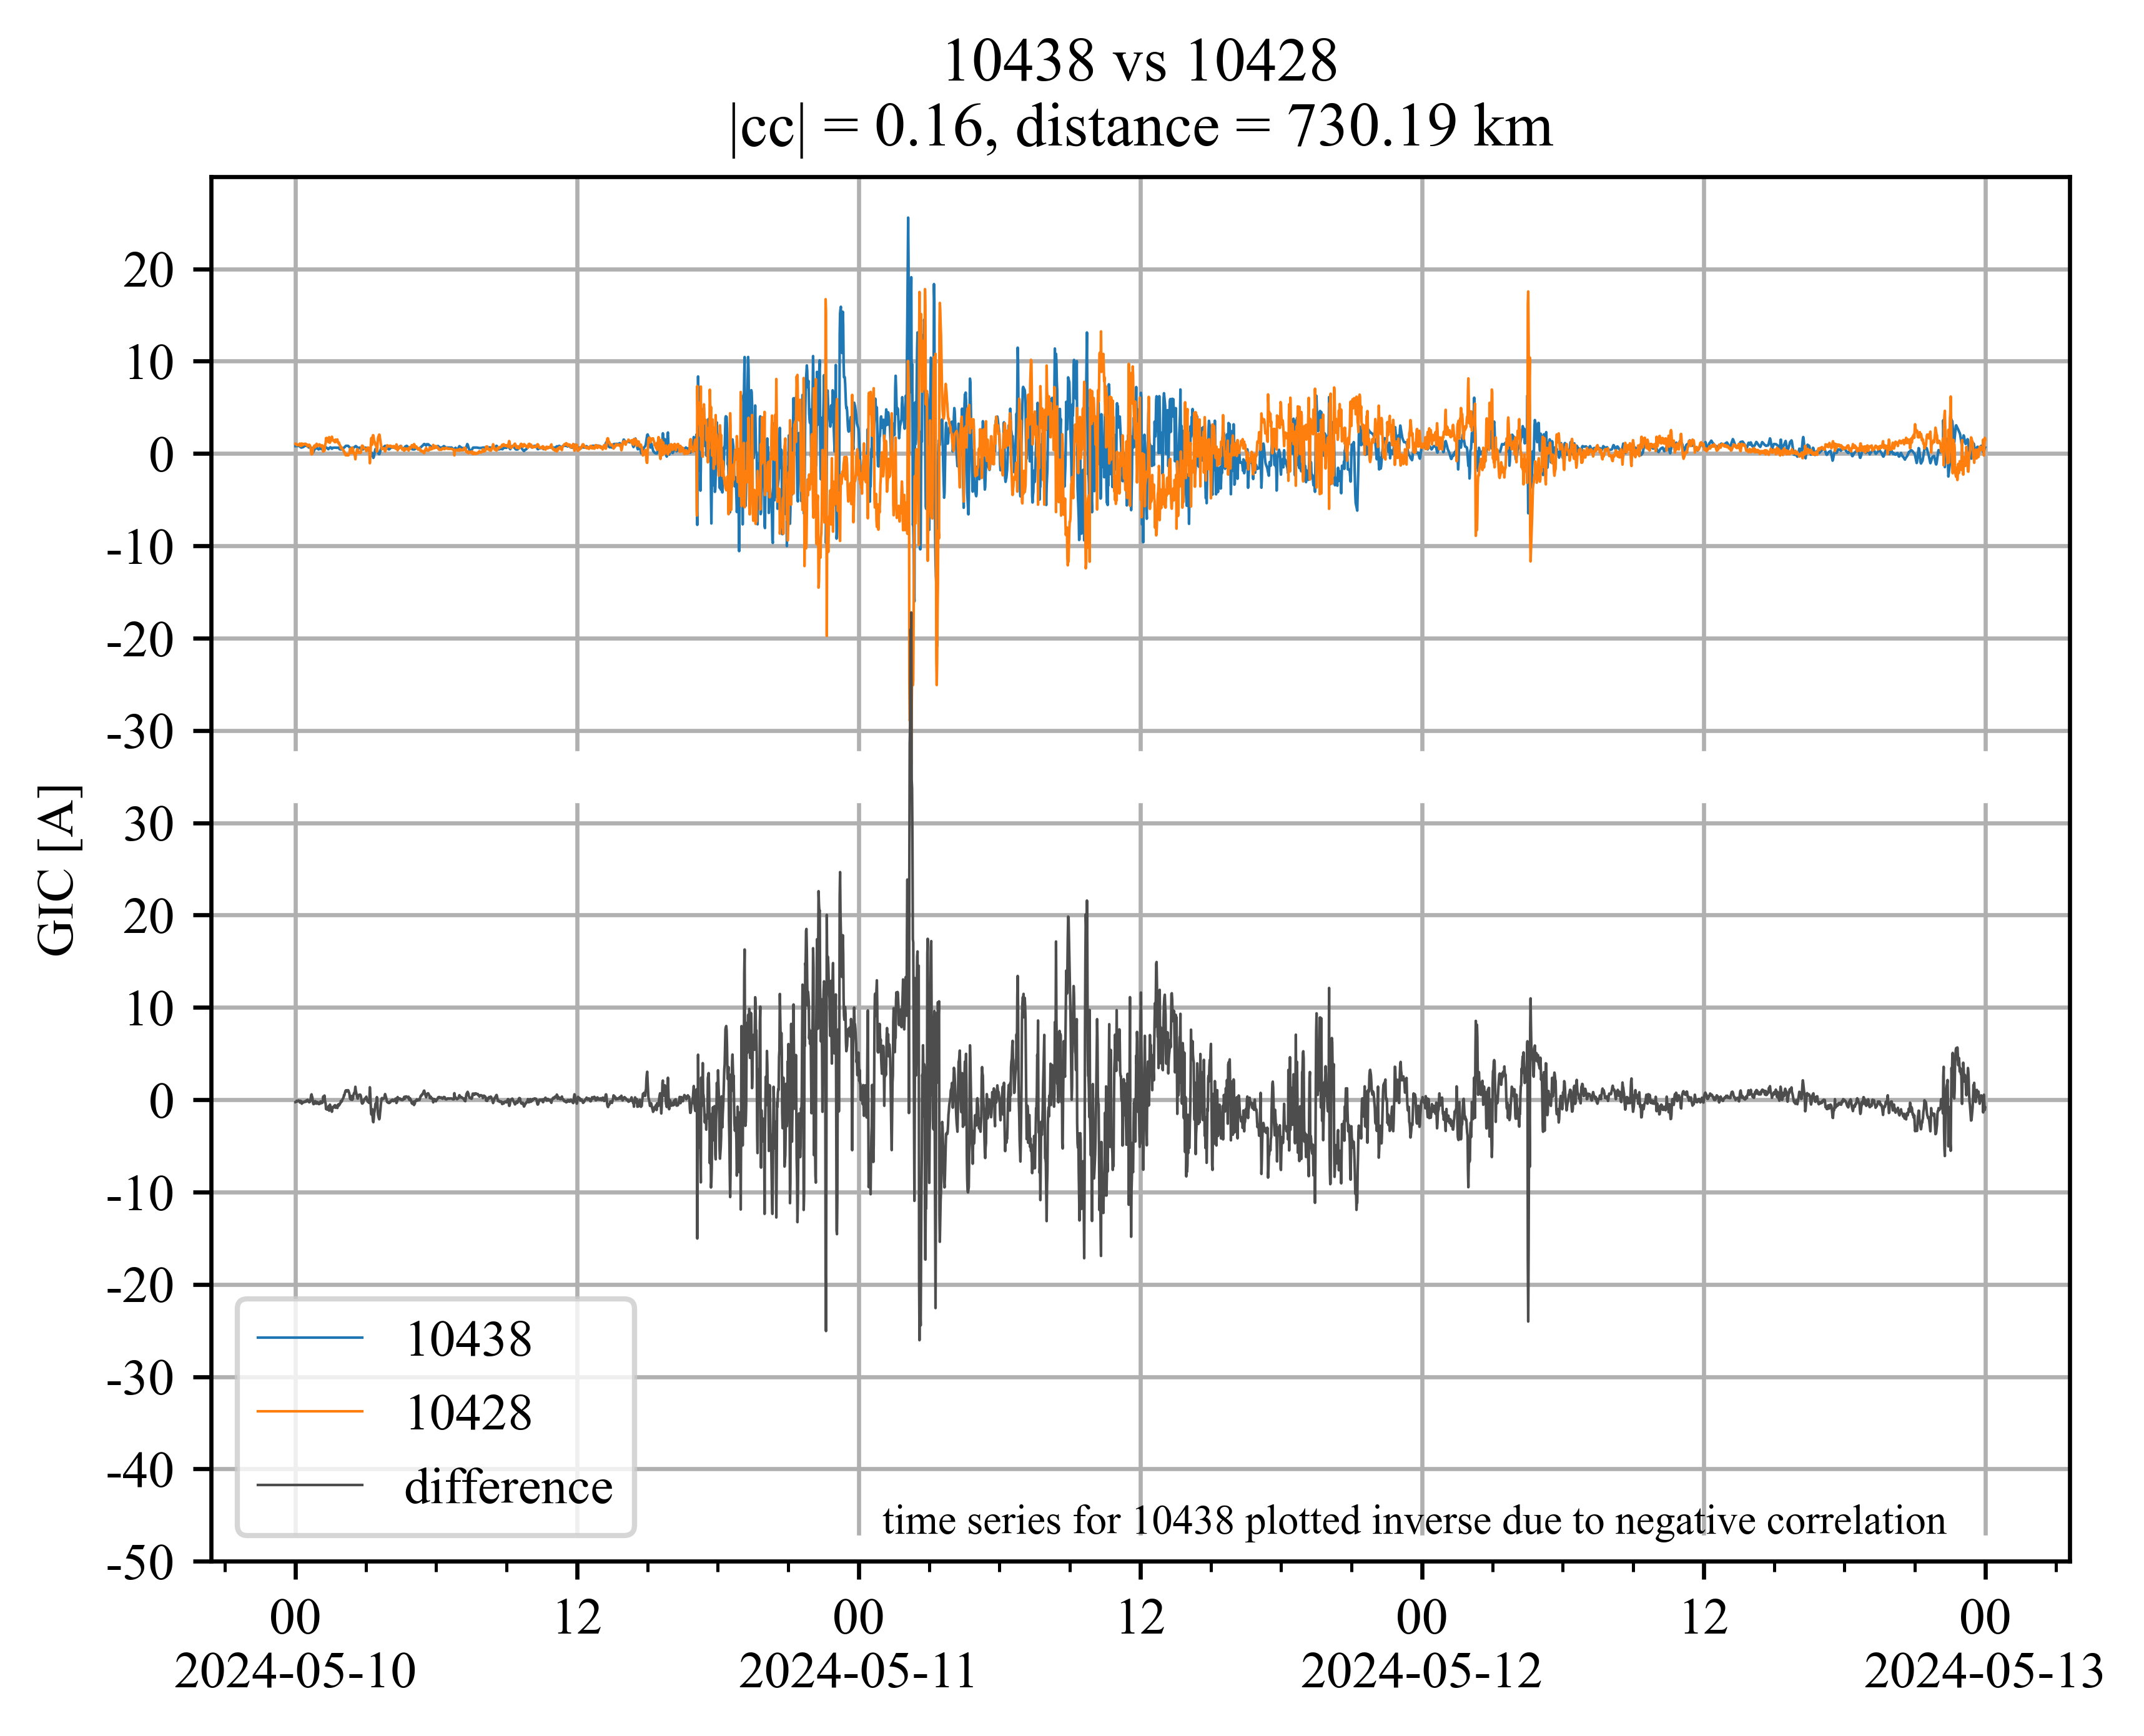 10438 vs 10428
|cc| = 0.16, distance = 730.19 km
20
10
0
-10
-20
-30
30
20
10
0
-10
-20
-30
-40
-50
GIC [A]
10438
10428
difference
time series for 10438 plotted inverse due to negative correlation
00 12 00 12 00 12 00
2024-05-10 2024-05-11 2024-05-12 2024-05-13